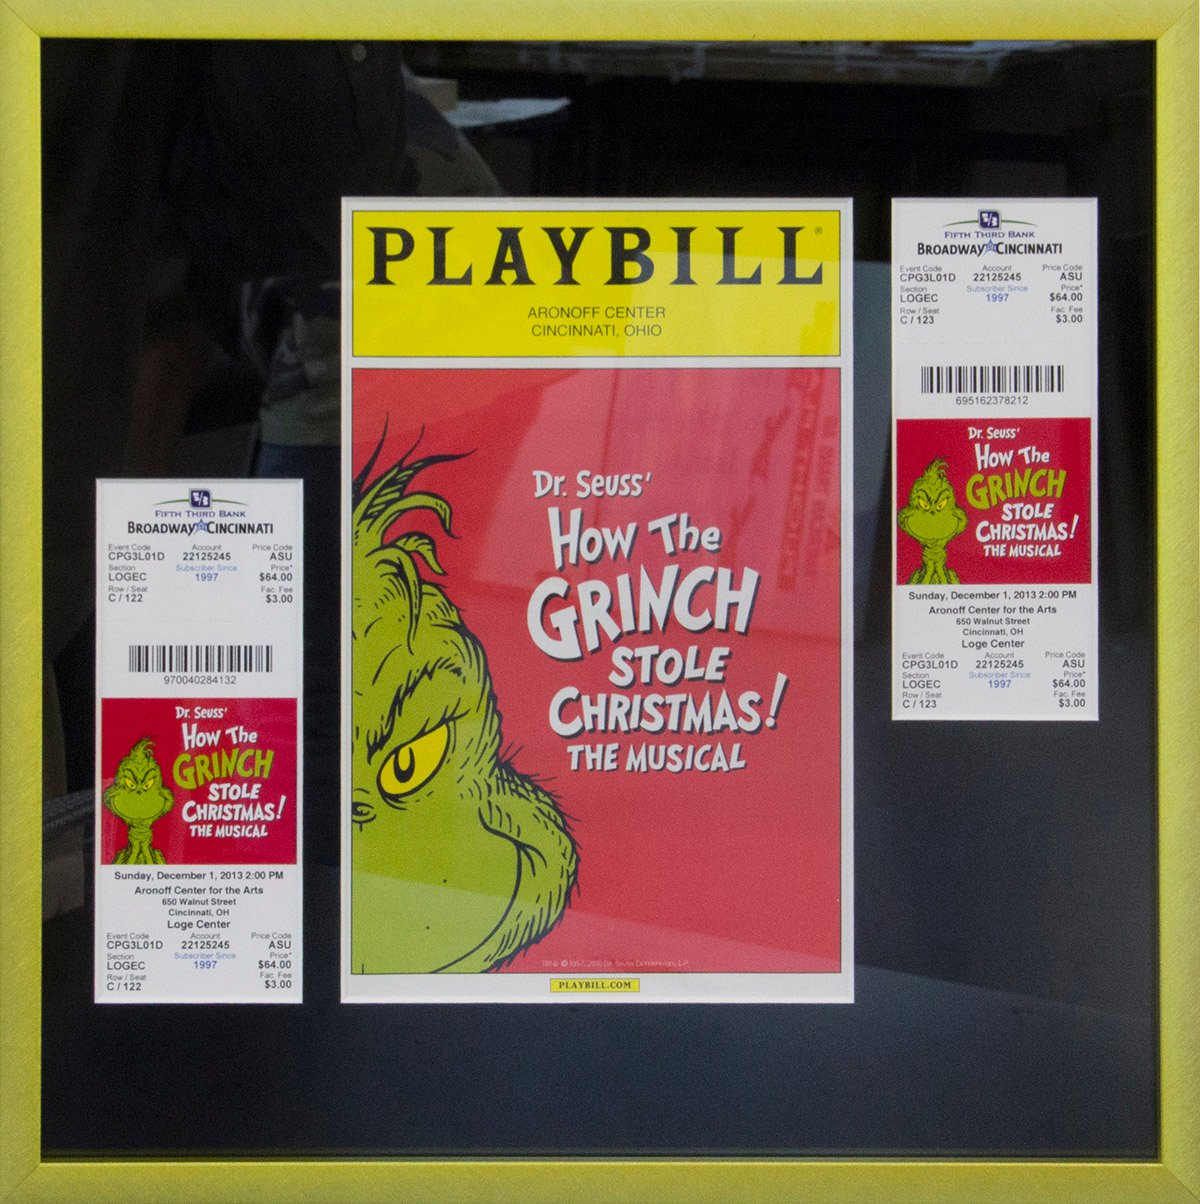 PLAYBILL®
ARONOFF CENTER
CINCINNATI, OHIO
Dr. Seuss'
How The
GRINCH
STOLE
CHRISTMAS!
THE MUSICAL
TM & © 1957, 2010 Dr. Seuss Enterprises, L.P.
PLAYBILL.COM
FIFTH THIRD BANK
BROADWAY IN CINCINNATI
Event Code Account Price Code
CPG3L01D 22125245 ASU
Section Subscriber Since Price*
LOGEC 1997 $64.00
Row / Seat Fac. Fee
C / 122 $3.00
970040284132
Dr. Seuss'
How The
GRINCH
STOLE
CHRISTMAS!
THE MUSICAL
Sunday, December 1, 2013 2:00 PM
Aronoff Center for the Arts
650 Walnut Street
Cincinnati, OH
Loge Center
Event Code Account Price Code
CPG3L01D 22125245 ASU
Section Subscriber Since Price*
LOGEC 1997 $64.00
Row / Seat Fac. Fee
C / 122 $3.00
FIFTH THIRD BANK
BROADWAY IN CINCINNATI
Event Code Account Price Code
CPG3L01D 22125245 ASU
Section Subscriber Since Price*
LOGEC 1997 $64.00
Row / Seat Fac. Fee
C / 123 $3.00
695162378212
Dr. Seuss'
How The
GRINCH
STOLE
CHRISTMAS!
THE MUSICAL
Sunday, December 1, 2013 2:00 PM
Aronoff Center for the Arts
650 Walnut Street
Cincinnati, OH
Loge Center
Event Code Account Price Code
CPG3L01D 22125245 ASU
Section Subscriber Since Price*
LOGEC 1997 $64.00
Row / Seat Fac. Fee
C / 123 $3.00